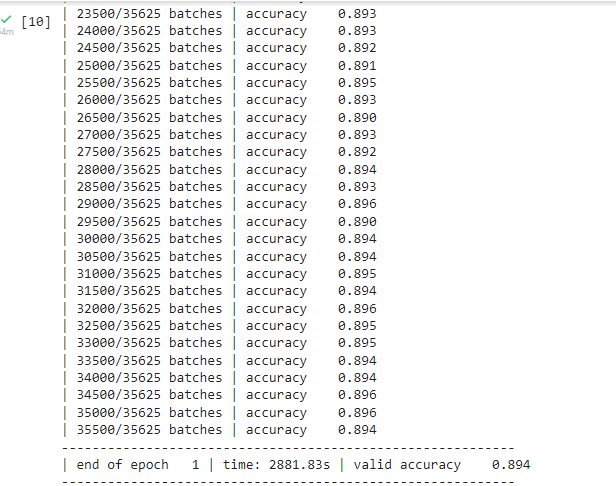 [10]
54m
| 23500/35625 batches | accuracy    0.893
| 24000/35625 batches | accuracy    0.893
| 24500/35625 batches | accuracy    0.892
| 25000/35625 batches | accuracy    0.891
| 25500/35625 batches | accuracy    0.895
| 26000/35625 batches | accuracy    0.893
| 26500/35625 batches | accuracy    0.890
| 27000/35625 batches | accuracy    0.893
| 27500/35625 batches | accuracy    0.892
| 28000/35625 batches | accuracy    0.894
| 28500/35625 batches | accuracy    0.893
| 29000/35625 batches | accuracy    0.896
| 29500/35625 batches | accuracy    0.890
| 30000/35625 batches | accuracy    0.894
| 30500/35625 batches | accuracy    0.894
| 31000/35625 batches | accuracy    0.895
| 31500/35625 batches | accuracy    0.894
| 32000/35625 batches | accuracy    0.896
| 32500/35625 batches | accuracy    0.895
| 33000/35625 batches | accuracy    0.895
| 33500/35625 batches | accuracy    0.894
| 34000/35625 batches | accuracy    0.894
| 34500/35625 batches | accuracy    0.896
| 35000/35625 batches | accuracy    0.896
| 35500/35625 batches | accuracy    0.894
-----------------------------------------------------------
| end of epoch   1 | time: 2881.83s | valid accuracy    0.894
-----------------------------------------------------------